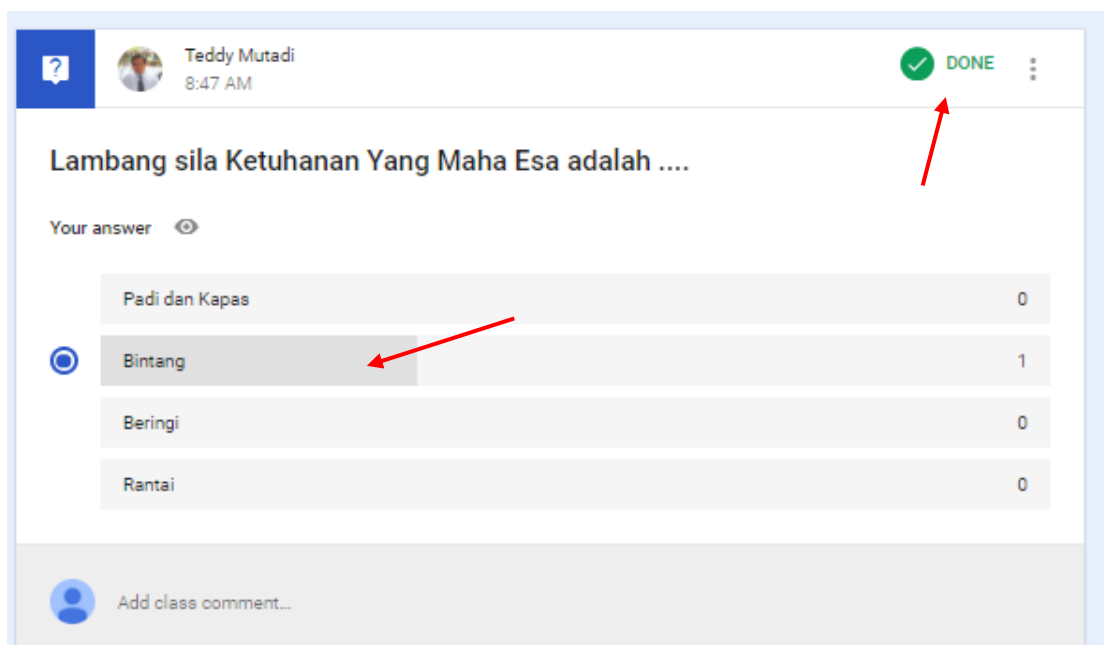 ?
Teddy Mutadi
8:47 AM
DONE
Lambang sila Ketuhanan Yang Maha Esa adalah ....
Your answer
Padi dan Kapas 0
Bintang 1
Beringi 0
Rantai 0
Add class comment...